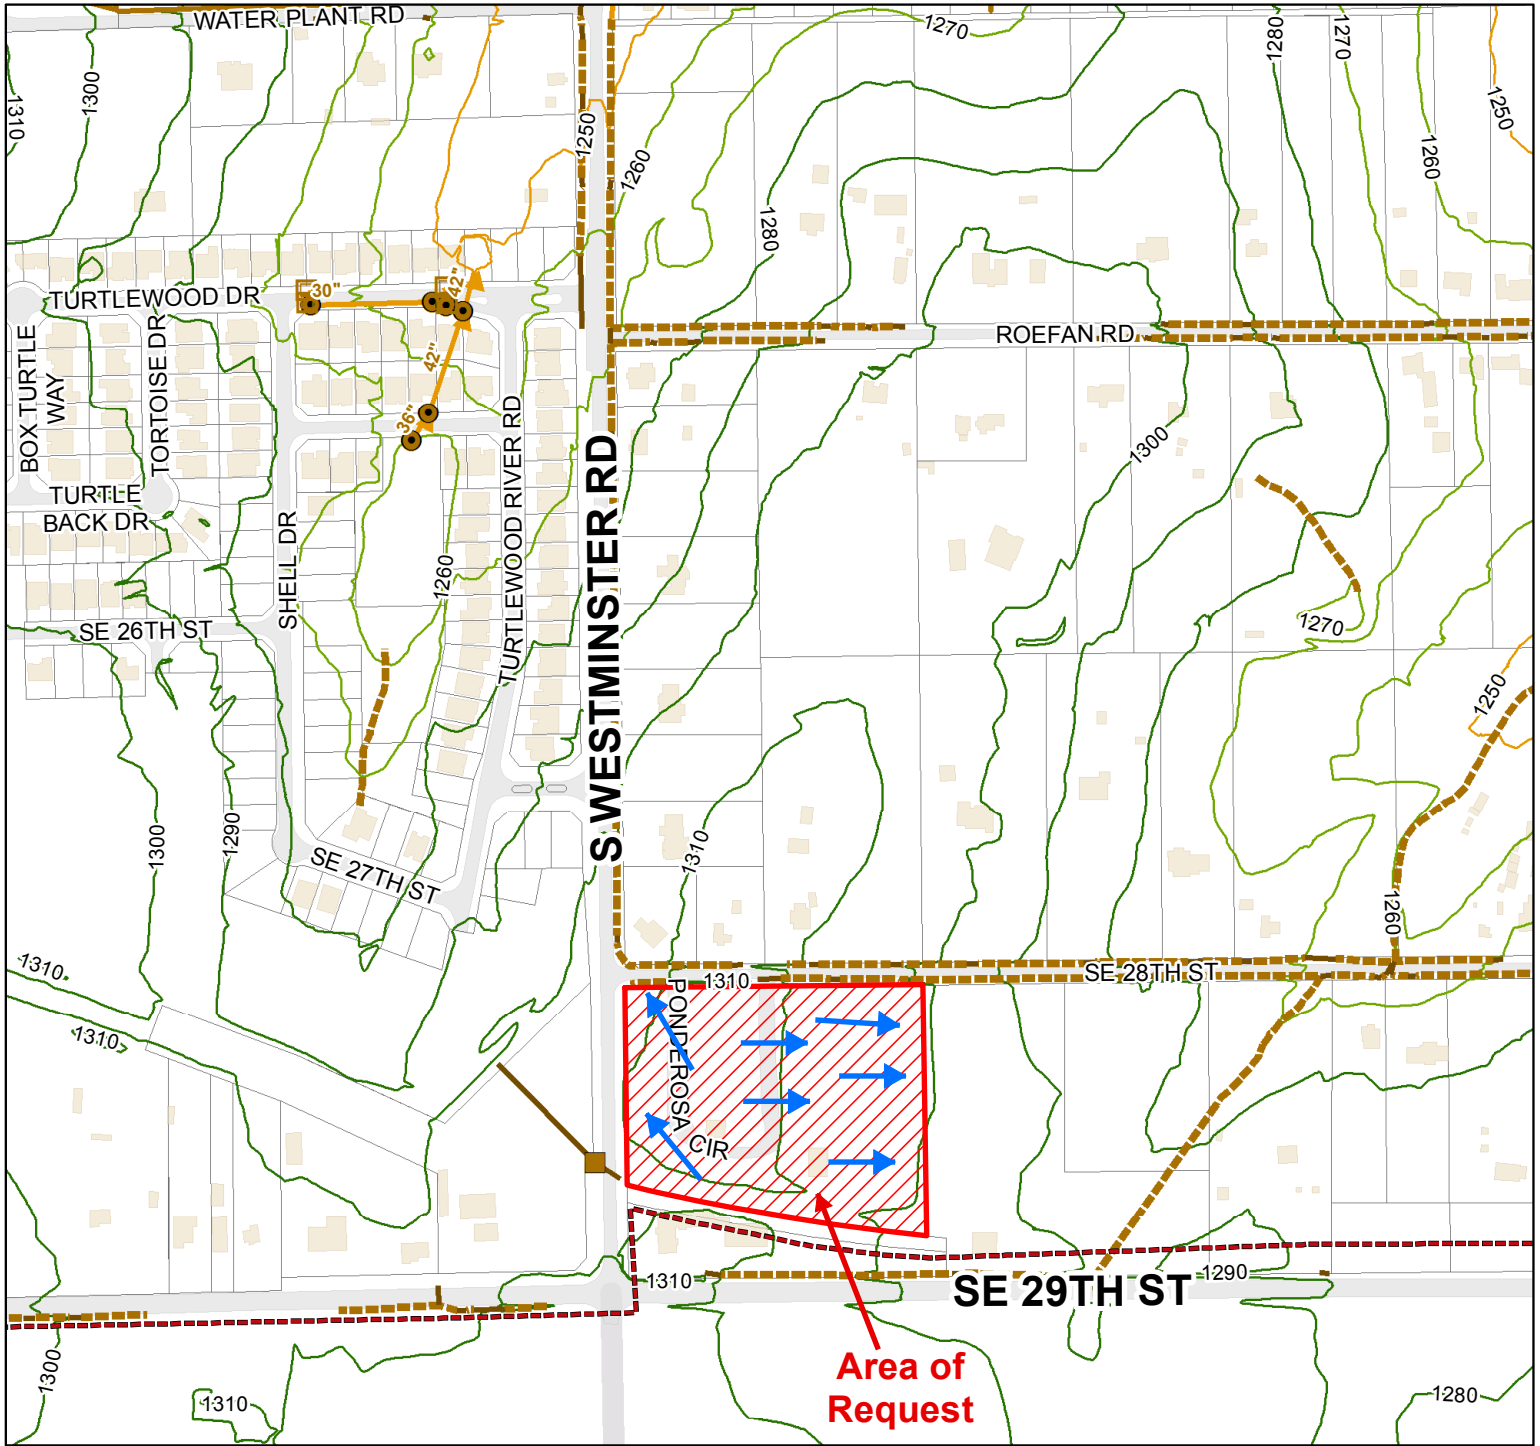 WATER PLANT RD
1270
1280
1270
1300
1310
1250
1250
1260
1260
1280
TURTLEWOOD DR
30"
42"
ROEFAN RD
BOX TURTLE
WAY
TORTOISE DR
42"
36"
TURTLEWOOD RIVER RD
S WESTMINSTER RD
1300
TURTLE
BACK DR
SHELL DR
1260
SE 26TH ST
1270
1250
1300
1290
1310
SE 27TH ST
1260
1310
SE 28TH ST
1310
1310
PONDEROSA
CIR
1310
SE 29TH ST
1290
Area of
Request
1300
1310
1280